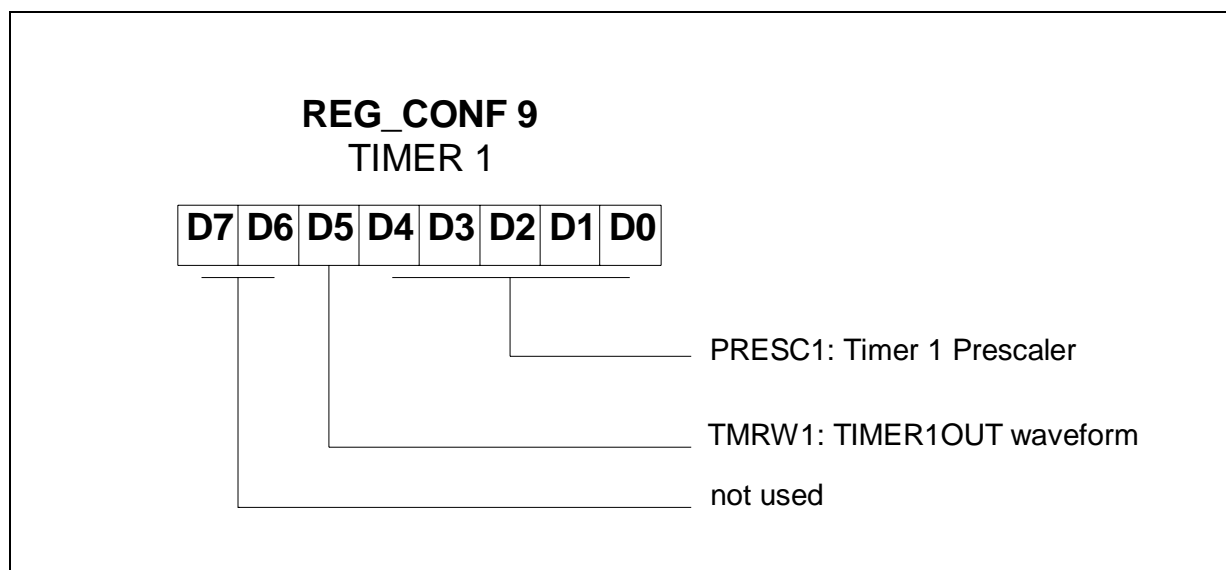 REG_CONF 9
TIMER 1
D7 D6 D5 D4 D3 D2 D1 D0
PRESC1: Timer 1 Prescaler
TMRW1: TIMER1OUT waveform
not used